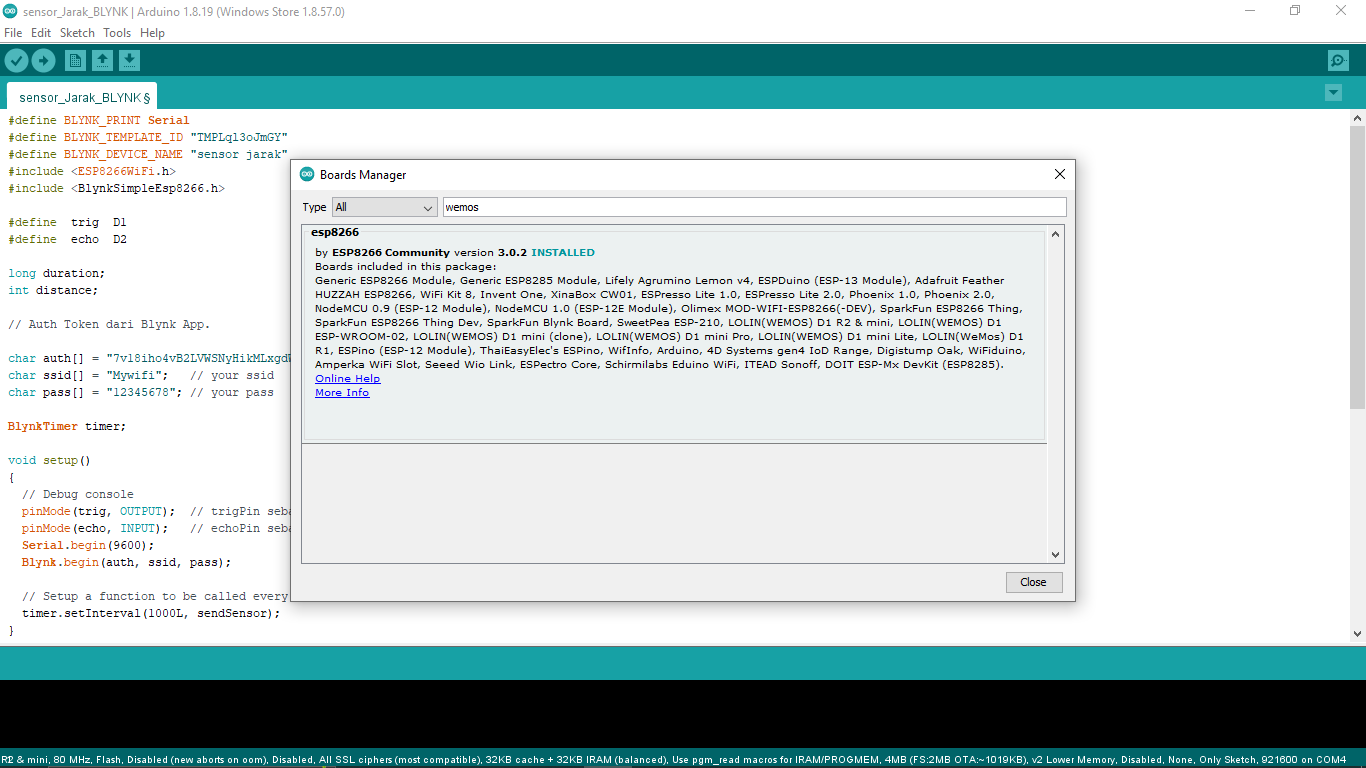 sensor_Jarak_BLYNK | Arduino 1.8.19 (Windows Store 1.8.57.0)
File Edit Sketch Tools Help
sensor_Jarak_BLYNK §
#define BLYNK_PRINT Serial
#define BLYNK_TEMPLATE_ID "TMPLql3oJmGY"
#define BLYNK_DEVICE_NAME "sensor jarak"
#include <ESP8266WiFi.h>
#include <BlynkSimpleEsp8266.h>
#define trig D1
#define echo D2
long duration;
int distance;
// Auth Token dari Blynk App.
char auth[] = "7vl8iho4vB2LVWSNyHikMLxgd
char ssid[] = "Mywifi"; // your ssid
char pass[] = "12345678"; // your pass
BlynkTimer timer;
void setup()
{
// Debug console
pinMode(trig, OUTPUT); // trigPin seba
pinMode(echo, INPUT); // echoPin seba
Serial.begin(9600);
Blynk.begin(auth, ssid, pass);
// Setup a function to be called every
timer.setInterval(1000L, sendSensor);
}
Boards Manager
Type All wemos
esp8266
by ESP8266 Community version 3.0.2 INSTALLED
Boards included in this package:
Generic ESP8266 Module, Generic ESP8285 Module, Lifely Agrumino Lemon v4, ESPDuino (ESP-13 Module), Adafruit Feather
HUZZAH ESP8266, WiFi Kit 8, Invent One, XinaBox CW01, ESPresso Lite 1.0, ESPresso Lite 2.0, Phoenix 1.0, Phoenix 2.0,
NodeMCU 0.9 (ESP-12 Module), NodeMCU 1.0 (ESP-12E Module), Olimex MOD-WIFI-ESP8266(-DEV), SparkFun ESP8266 Thing,
SparkFun ESP8266 Thing Dev, SparkFun Blynk Board, SweetPea ESP-210, LOLIN(WEMOS) D1 R2 & mini, LOLIN(WEMOS) D1
ESP-WROOM-02, LOLIN(WEMOS) D1 mini (clone), LOLIN(WEMOS) D1 mini Pro, LOLIN(WEMOS) D1 mini Lite, LOLIN(WeMos) D1
R1, ESPino (ESP-12 Module), ThaiEasyElec's ESPino, WifInfo, Arduino, 4D Systems gen4 IoD Range, Digistump Oak, WiFiduino,
Amperka WiFi Slot, Seeed Wio Link, ESPectro Core, Schirmilabs Eduino WiFi, ITEAD Sonoff, DOIT ESP-Mx DevKit (ESP8285).
Online Help
More Info
Close
R2 & mini, 80 MHz, Flash, Disabled (new aborts on oom), Disabled, All SSL ciphers (most compatible), 32KB cache + 32KB IRAM (balanced), Use pgm_read macros for IRAM/PROGMEM, 4MB (FS:2MB OTA:~1019KB), v2 Lower Memory, Disabled, None, Only Sketch, 921600 on COM4